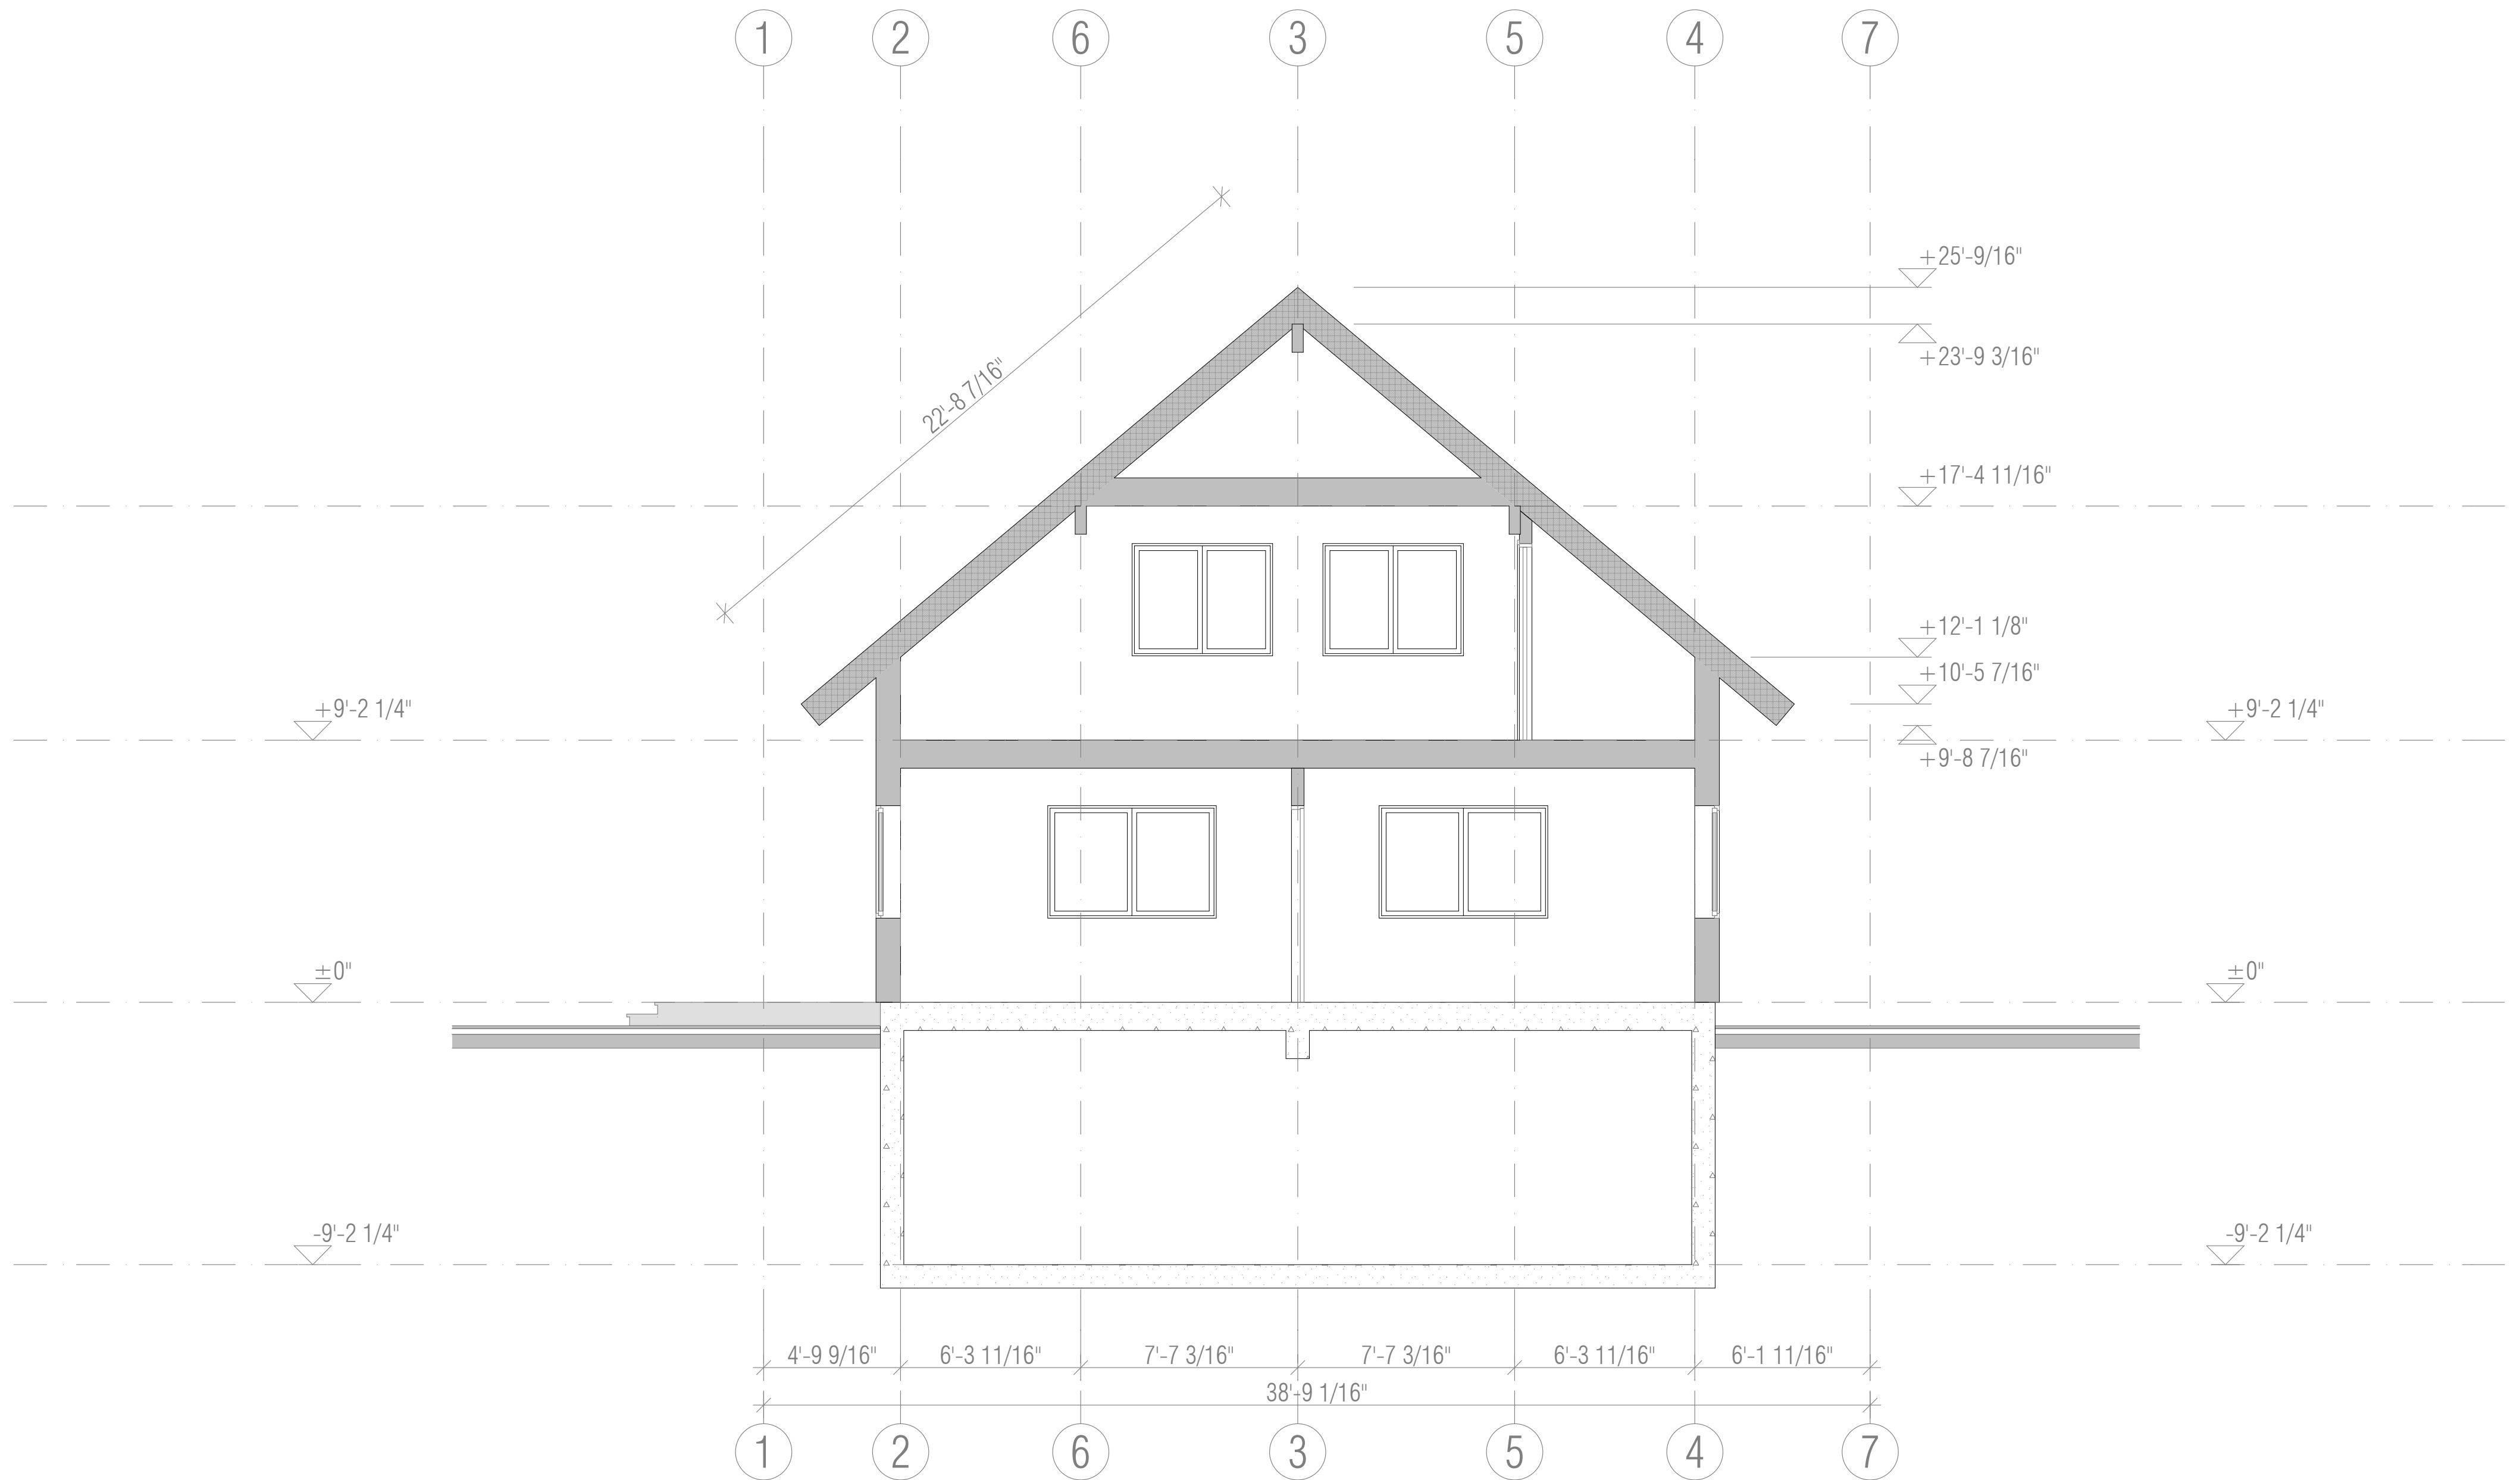 1 2 6 3 5 4 7
+25'-9/16"
+23'-9 3/16"
22'-8 7/16"
+17'-4 11/16"
+12'-1 1/8"
+10'-5 7/16"
+9'-2 1/4" +9'-2 1/4"
+9'-8 7/16"
±0" ±0"
-9'-2 1/4" -9'-2 1/4"
4'-9 9/16" 6'-3 11/16" 7'-7 3/16" 7'-7 3/16" 6'-3 11/16" 6'-1 11/16"
38'-9 1/16"
1 2 6 3 5 4 7